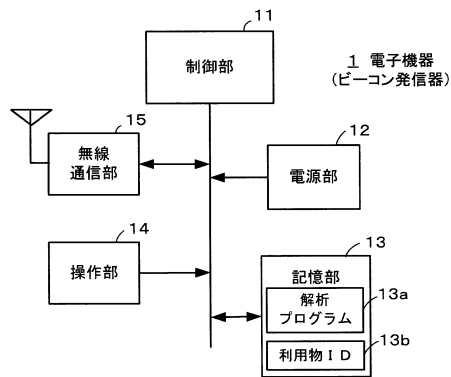 11
制御部
1 電子機器
(ビーコン発信器)
15
無線
通信部
12
電源部
14
操作部
13
記憶部
解析
プログラム
13a
利用物ID
13b